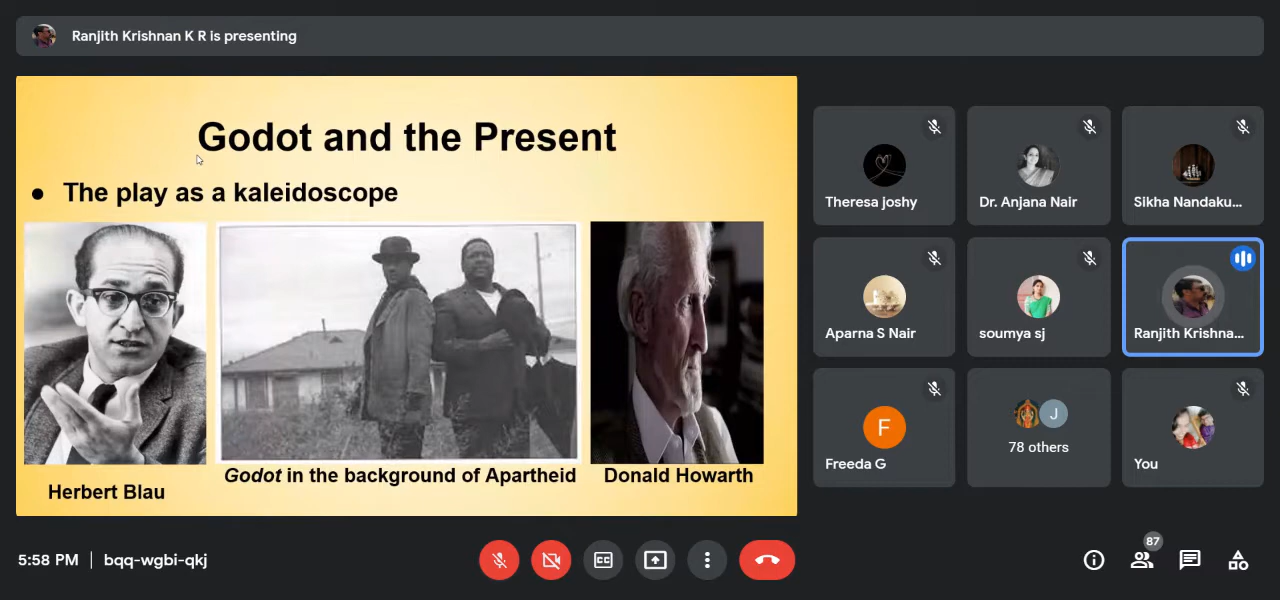 Ranjith Krishnan K R is presenting
Godot and the Present
● The play as a kaleidoscope
Herbert Blau
Godot in the background of Apartheid
Donald Howarth
Theresa joshy
Dr. Anjana Nair
Sikha Nandaku...
Aparna S Nair
soumya sj
Ranjith Krishna...
F
Freeda G
J
78 others
You
5:58 PM | bqq-wgbi-qkj
CC
87